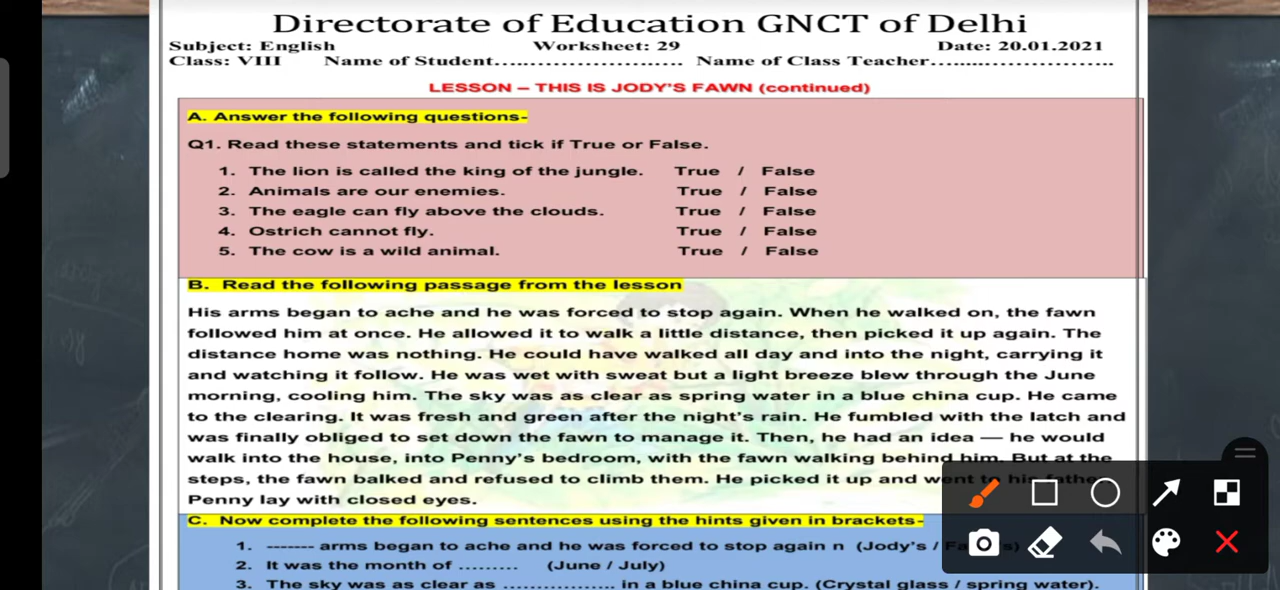 Directorate of Education GNCT of Delhi
Subject: English Worksheet: 29 Date: 20.01.2021
Class: VIII Name of Student…..………………..…. Name of Class Teacher….....……………….
LESSON – THIS IS JODY'S FAWN (continued)
A. Answer the following questions-
Q1. Read these statements and tick if True or False.
1. The lion is called the king of the jungle. True / False
2. Animals are our enemies. True / False
3. The eagle can fly above the clouds. True / False
4. Ostrich cannot fly. True / False
5. The cow is a wild animal. True / False
B. Read the following passage from the lesson
His arms began to ache and he was forced to stop again. When he walked on, the fawn
followed him at once. He allowed it to walk a little distance, then picked it up again. The
distance home was nothing. He could have walked all day and into the night, carrying it
and watching it follow. He was wet with sweat but a light breeze blew through the June
morning, cooling him. The sky was as clear as spring water in a blue china cup. He came
to the clearing. It was fresh and green after the night's rain. He fumbled with the latch and
was finally obliged to set down the fawn to manage it. Then, he had an idea — he would
walk into the house, into Penny's bedroom, with the fawn walking behind him. But at the
steps, the fawn balked and refused to climb them. He picked it up and went to his
Penny lay with closed eyes.
C. Now complete the following sentences using the hints given in brackets-
1. ------- arms began to ache and he was forced to stop again n (Jody's /
2. It was the month of ……… (June / July)
3. The sky was as clear as …………….. in a blue china cup. (Crystal glass / spring water).